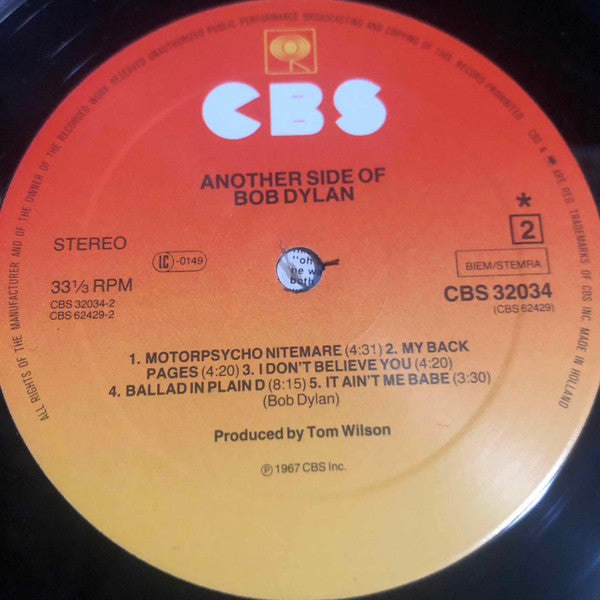 ALL RIGHTS OF THE MANUFACTURER AND OF THE OWNER OF THE RECORDED WORK RESERVED UNAUTHORIZED PUBLIC PERFORMANCE BROADCASTING AND COPYING OF THIS RECORD PROHIBITED
CBS & ARE REG. TRADEMARKS OF CBS INC. MADE IN HOLLAND
CBS
ANOTHER SIDE OF
BOB DYLAN
*
2
STEREO
LC -0149
BIEM/STEMRA
33⅓ RPM
CBS 32034
CBS 32034-2
(CBS 62429)
CBS 62429-2
"oh
he wa
both
1. MOTORPSYCHO NITEMARE (4:31) 2. MY BACK
PAGES (4:20) 3. I DON'T BELIEVE YOU (4:20)
4. BALLAD IN PLAIN D (8:15) 5. IT AIN'T ME BABE (3:30)
(Bob Dylan)
Produced by Tom Wilson
℗ 1967 CBS Inc.